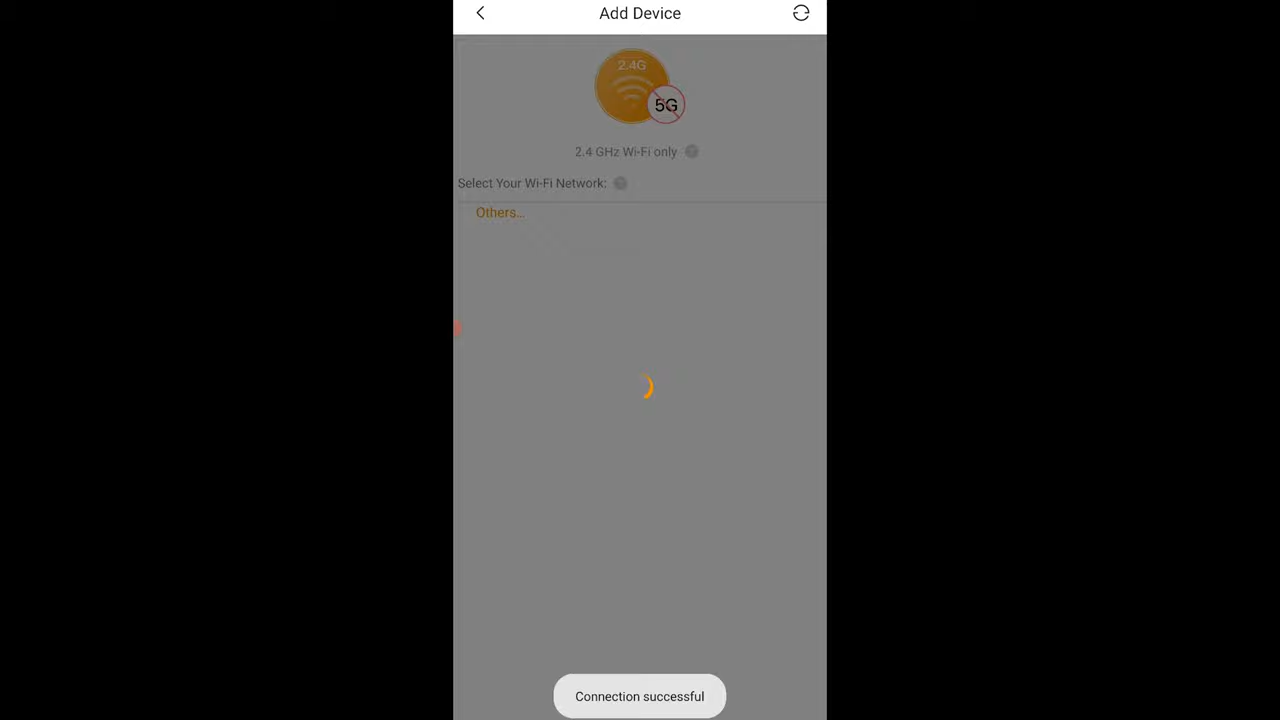 Add Device
2.4G
5G
2.4 GHz Wi-Fi only ?
Select Your Wi-Fi Network: ?
Others...
Connection successful